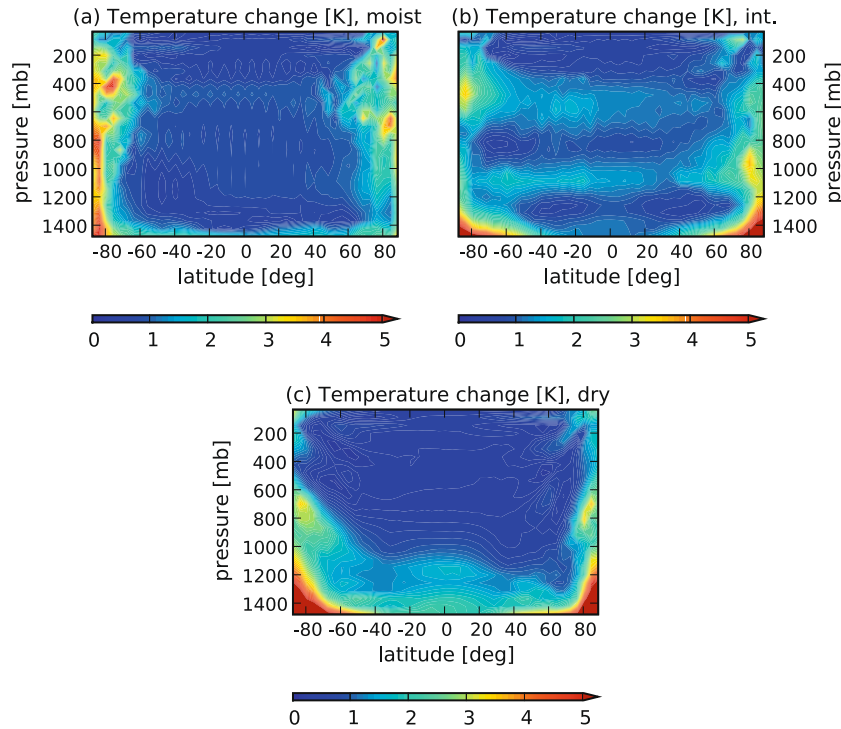 (a) Temperature change [K], moist
(b) Temperature change [K], int.
pressure [mb]
200
400
600
800
1000
1200
1400
-80 -60 -40 -20 0 20 40 60 80
latitude [deg]
0 1 2 3 4 5
200
400
600
800
1000
1200
1400
pressure [mb]
-80 -60 -40 -20 0 20 40 60 80
latitude [deg]
0 1 2 3 4 5
(c) Temperature change [K], dry
pressure [mb]
200
400
600
800
1000
1200
1400
-80 -60 -40 -20 0 20 40 60 80
latitude [deg]
0 1 2 3 4 5